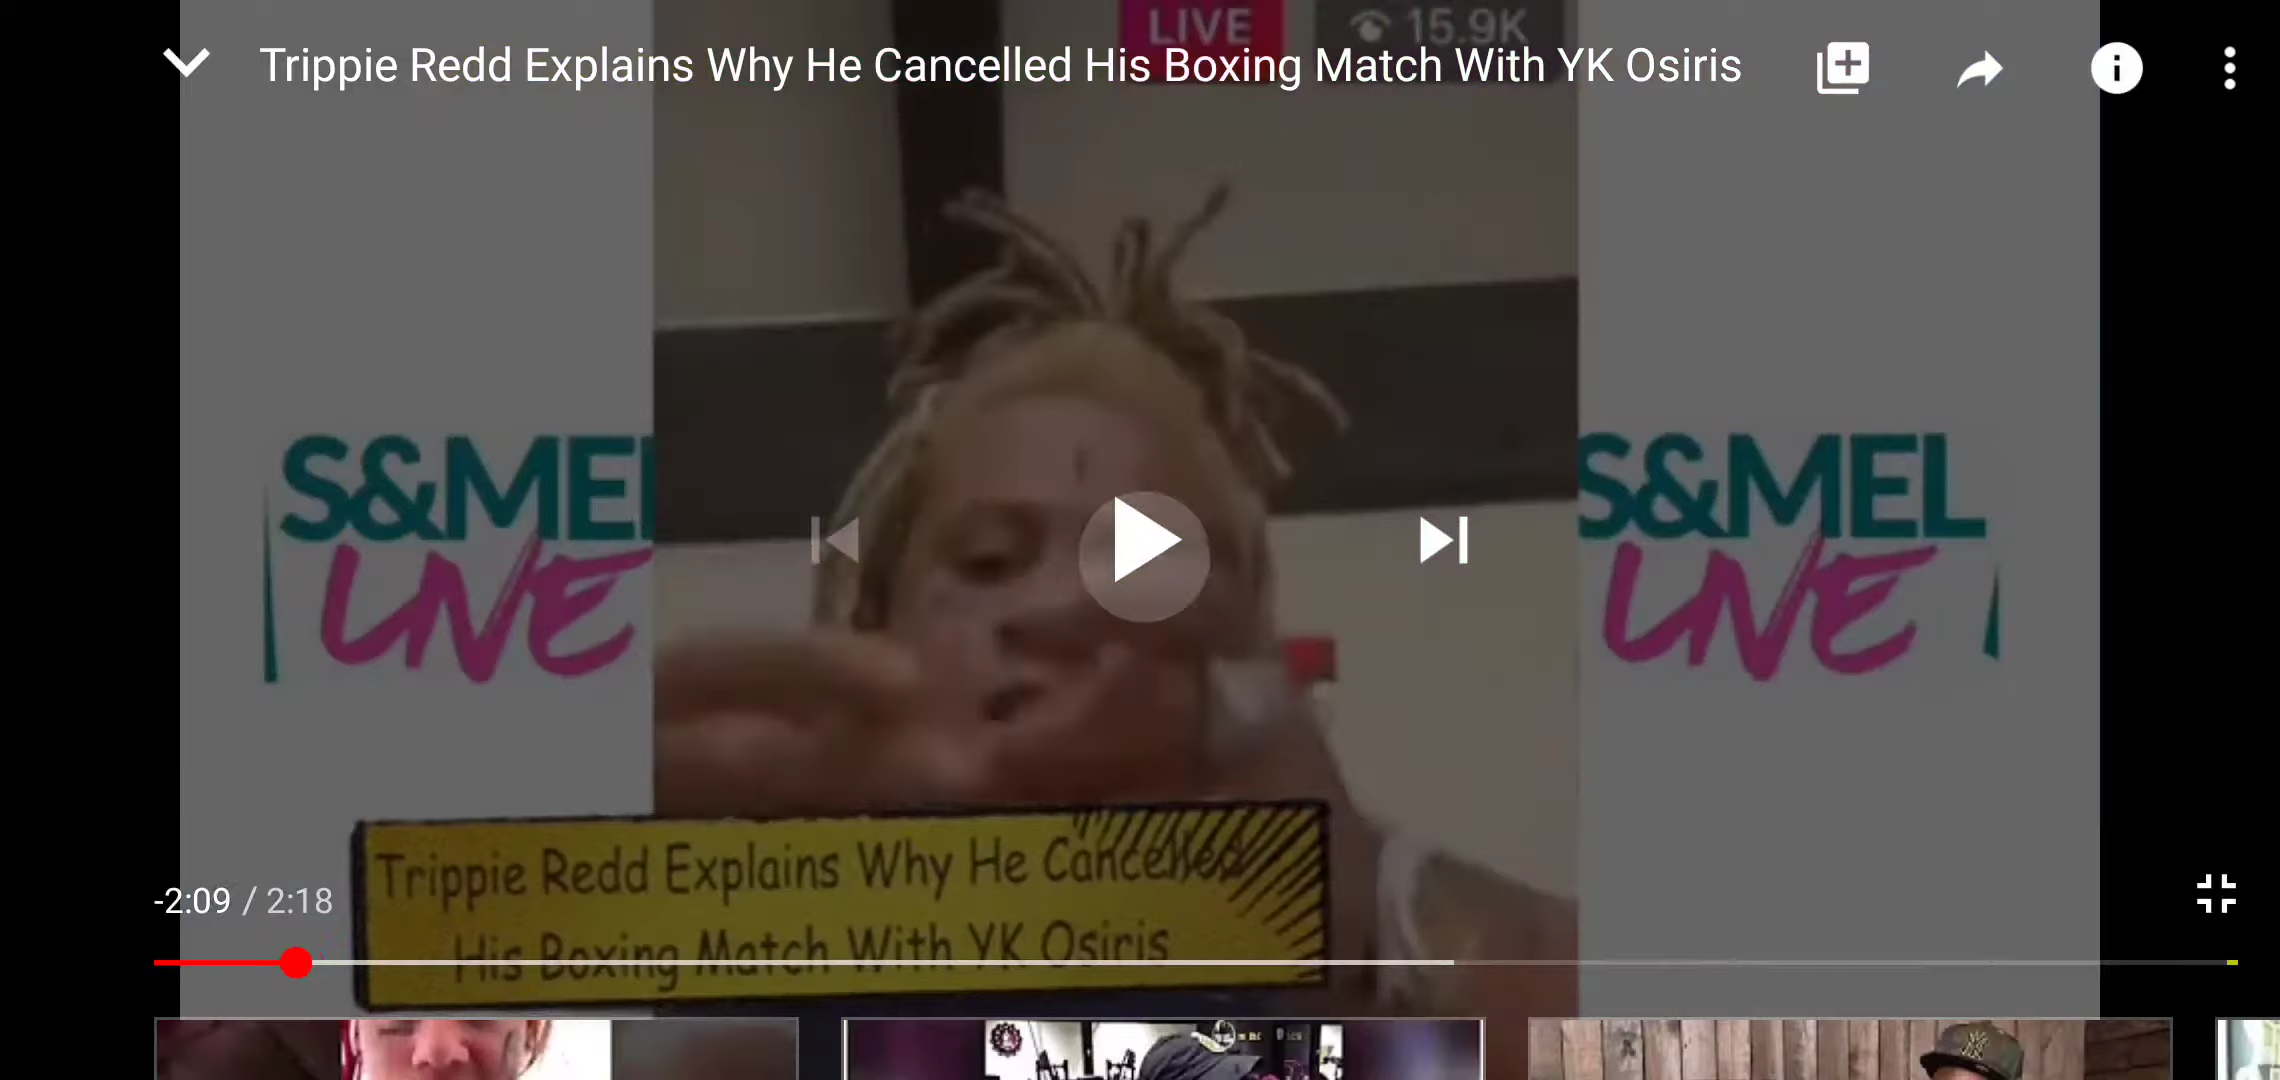 LIVE 15.9K
Trippie Redd Explains Why He Cancelled His Boxing Match With YK Osiris
S&MEL
LIVE
S&MEL
LIVE
Trippie Redd Explains Why He Cancelled
His Boxing Match With YK Osiris
-2:09 / 2:18